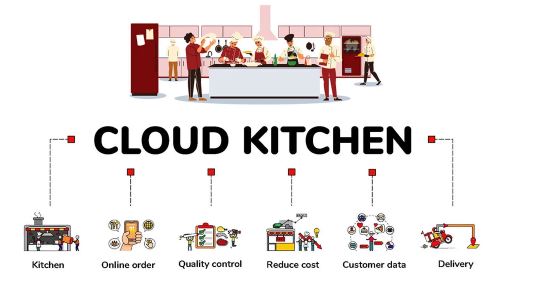 CLOUD KITCHEN
Kitchen
Online order
Quality control
Reduce cost
Customer data
Delivery